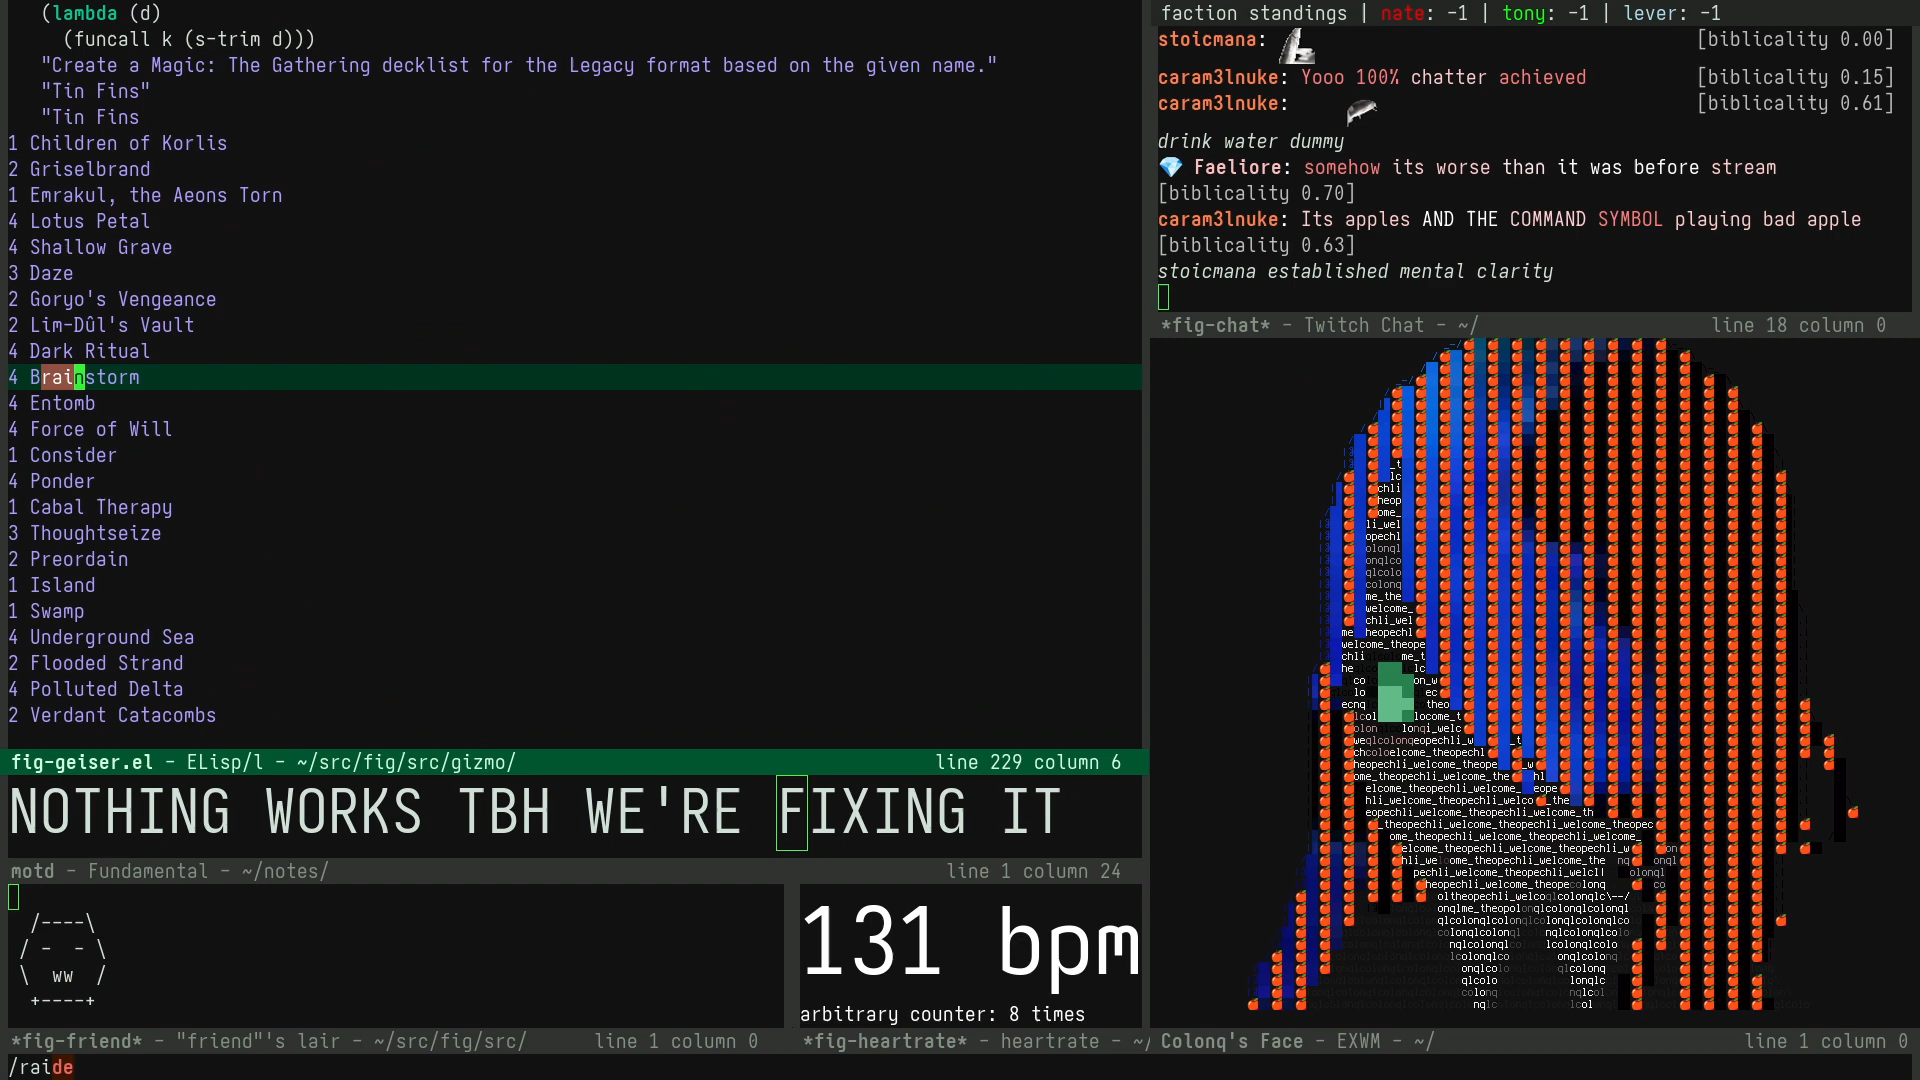 (lambda (d)
(funcall k (s-trim d)))
"Create a Magic: The Gathering decklist for the Legacy format based on the given name."
"Tin Fins"
"Tin Fins
1 Children of Korlis
2 Griselbrand
1 Emrakul, the Aeons Torn
4 Lotus Petal
4 Shallow Grave
3 Daze
2 Goryo's Vengeance
2 Lim-Dûl's Vault
4 Dark Ritual
4 Brainstorm
4 Entomb
4 Force of Will
1 Consider
4 Ponder
1 Cabal Therapy
3 Thoughtseize
2 Preordain
1 Island
1 Swamp
4 Underground Sea
2 Flooded Strand
4 Polluted Delta
2 Verdant Catacombs
fig-geiser.el - ELisp/l - ~/src/fig/src/gizmo/ line 229 column 6
NOTHING WORKS TBH WE'RE FIXING IT
motd - Fundamental - ~/notes/ line 1 column 24
/----\
/ -  - \
\  ww  /
+----+
*fig-friend* - "friend"'s lair - ~/src/fig/src/ line 1 column 0
131 bpm
arbitrary counter: 8 times
*fig-heartrate* - heartrate - ~/
/raide
faction standings | nate: -1 | tony: -1 | lever: -1
stoicmana: [biblicality 0.00]
caram3lnuke: Yooo 100% chatter achieved [biblicality 0.15]
caram3lnuke: [biblicality 0.61]
drink water dummy
Faeliore: somehow its worse than it was before stream
[biblicality 0.70]
caram3lnuke: Its apples AND THE COMMAND SYMBOL playing bad apple
[biblicality 0.63]
stoicmana established mental clarity
*fig-chat* - Twitch Chat - ~/ line 18 column 0
Colonq's Face - EXWM - ~/ line 1 column 0